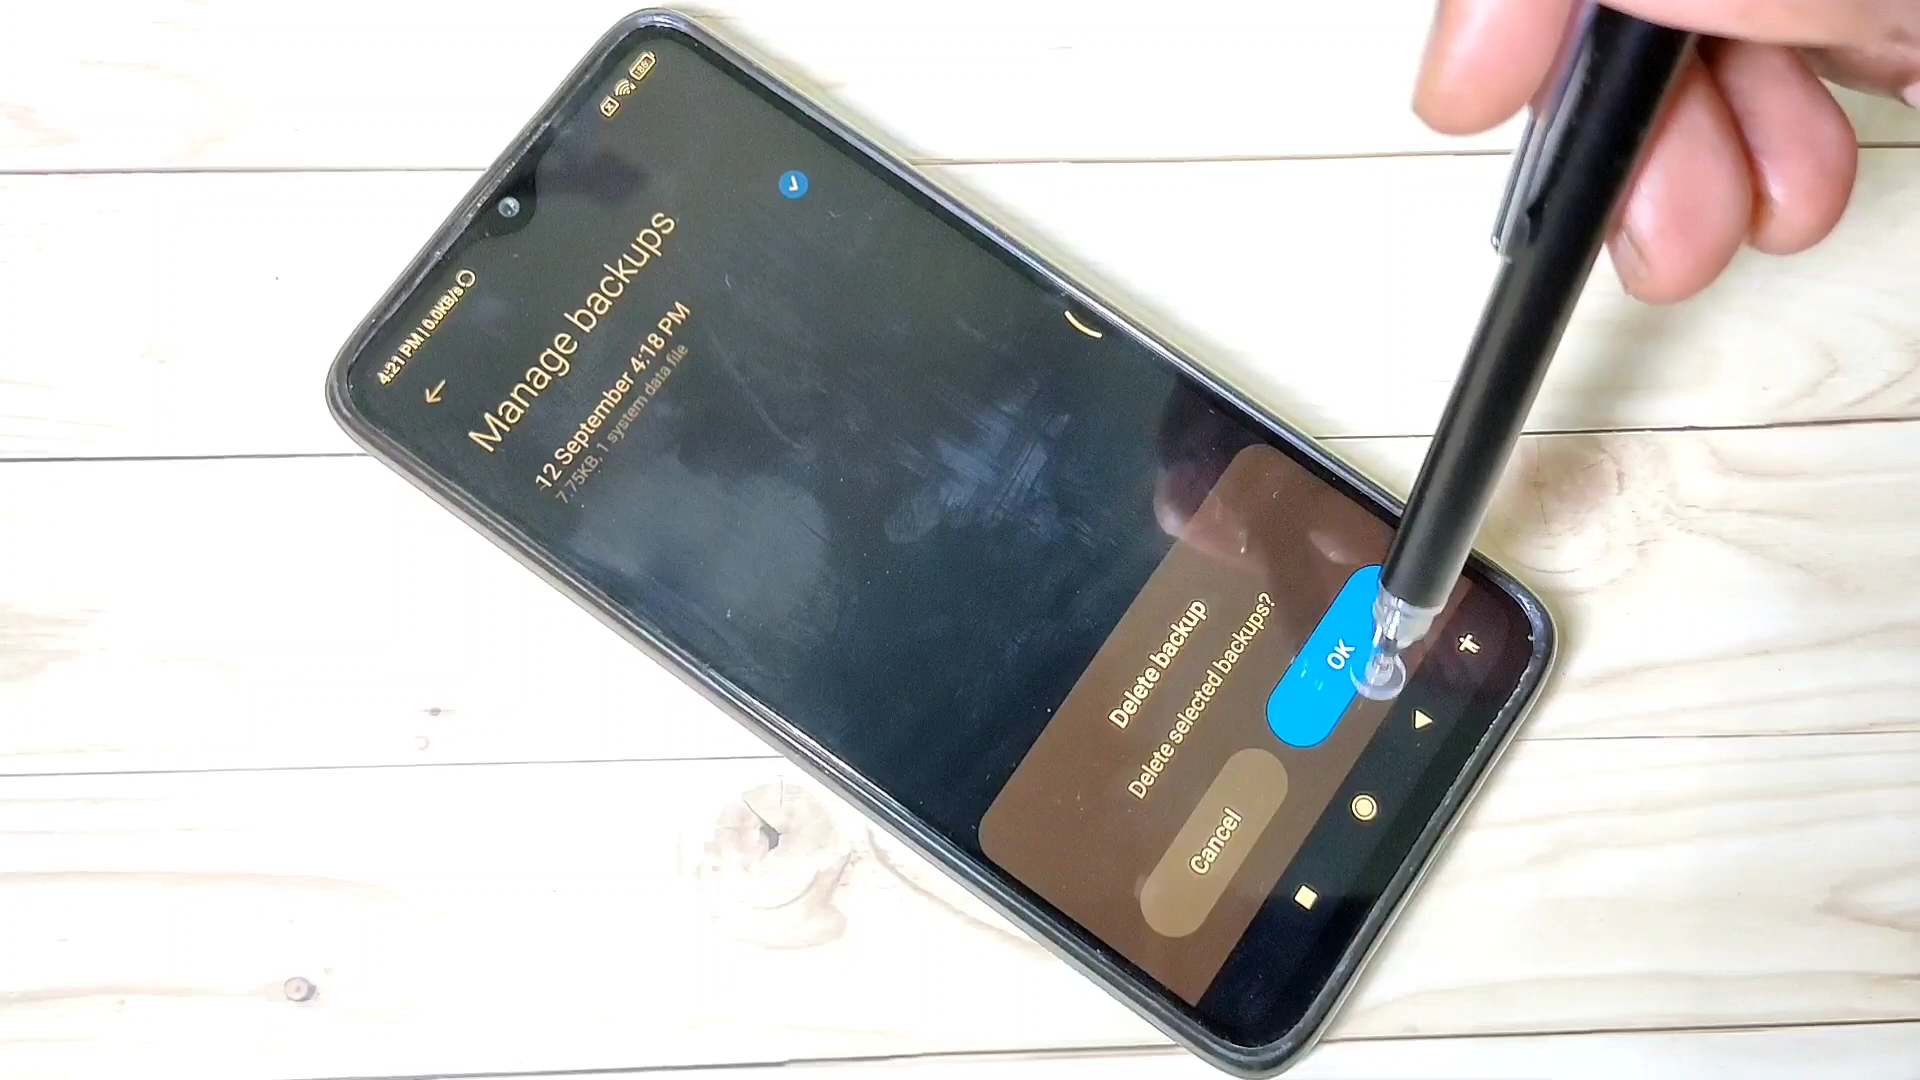 4:21 PM | 0.0KB/s
Manage backups
12 September 4:18 PM
7.75KB, 1 system data file
Delete backup
Delete selected backups?
Cancel
OK